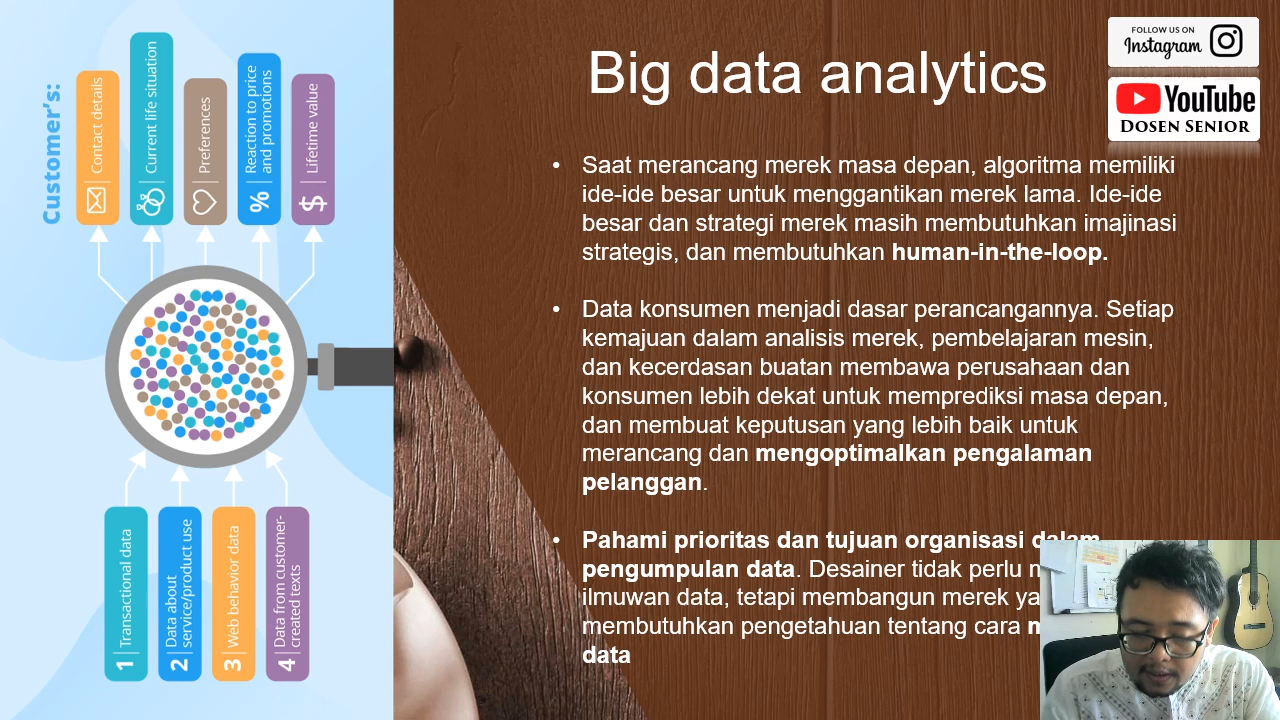 Big data analytics
FOLLOW US ON
Instagram
YouTube
DOSEN SENIOR
• Saat merancang merek masa depan, algoritma memiliki
ide-ide besar untuk menggantikan merek lama. Ide-ide
besar dan strategi merek masih membutuhkan imajinasi
strategis, dan membutuhkan human-in-the-loop.
• Data konsumen menjadi dasar perancangannya. Setiap
kemajuan dalam analisis merek, pembelajaran mesin,
dan kecerdasan buatan membawa perusahaan dan
konsumen lebih dekat untuk memprediksi masa depan,
dan membuat keputusan yang lebih baik untuk
merancang dan mengoptimalkan pengalaman
pelanggan.
• Pahami prioritas dan tujuan organisasi dalam
pengumpulan data. Desainer tidak perlu
ilmuwan data, tetapi membangun merek
membutuhkan pengetahuan tentang cara
data
Customer's:
Contact details
Current life situation
Preferences
% Reaction to price
and promotions
$ Lifetime value
1 Transactional data
2 Data about
service/product use
3 Web behavior data
4 Data from customer-
created texts